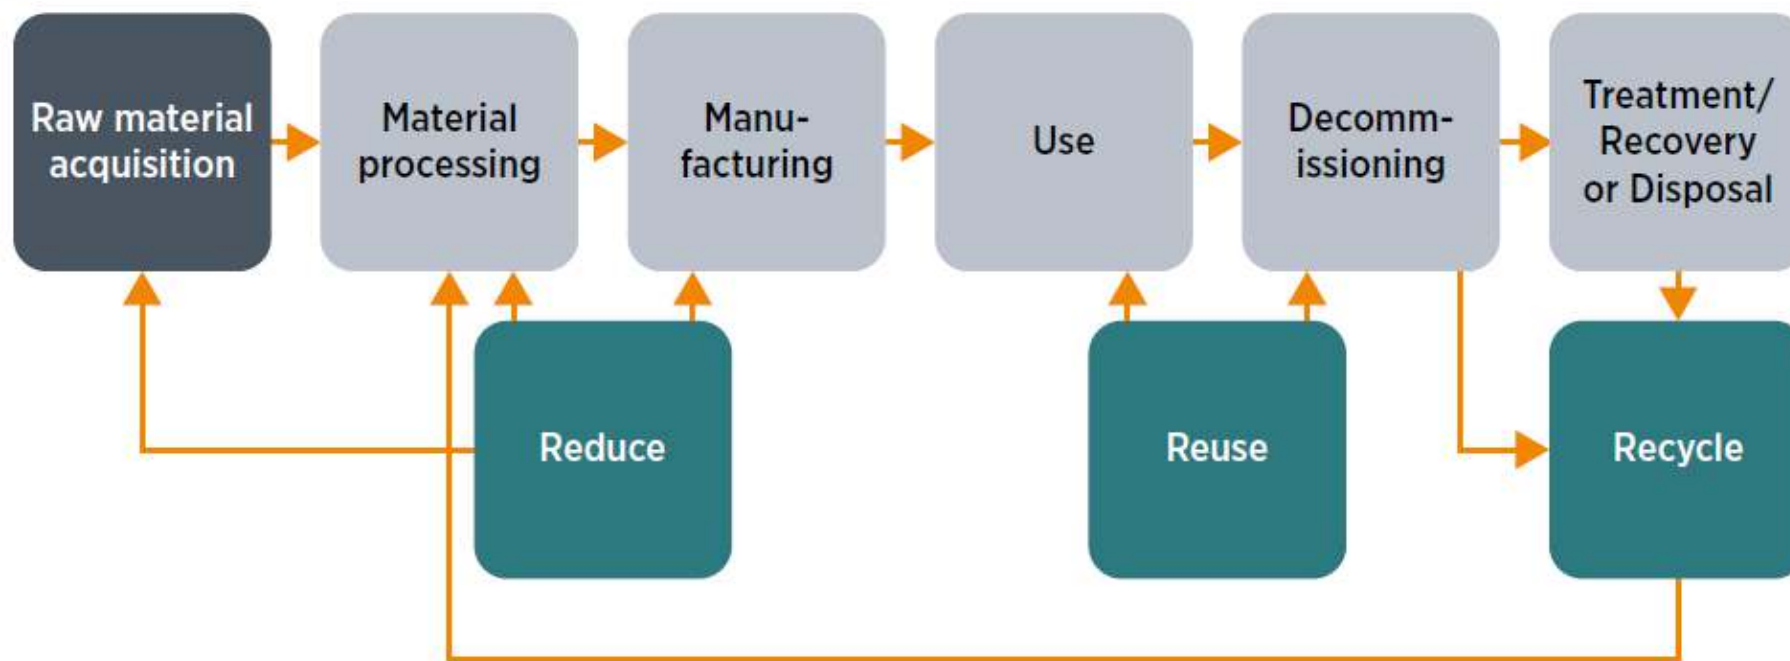 Raw material
acquisition
Material
processing
Manu-
facturing
Use
Decomm-
issioning
Treatment/
Recovery
or Disposal
Reduce
Reuse
Recycle